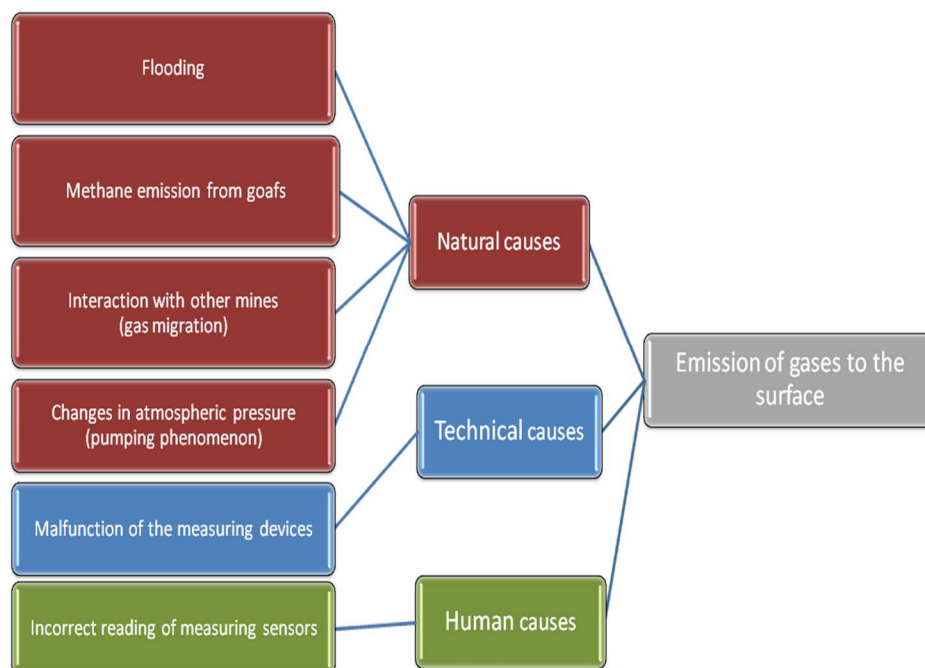 Flooding
Methane emission from goafs
Interaction with other mines
(gas migration)
Changes in atmospheric pressure
(pumping phenomenon)
Malfunction of the measuring devices
Incorrect reading of measuring sensors
Natural causes
Technical causes
Human causes
Emission of gases to the
surface